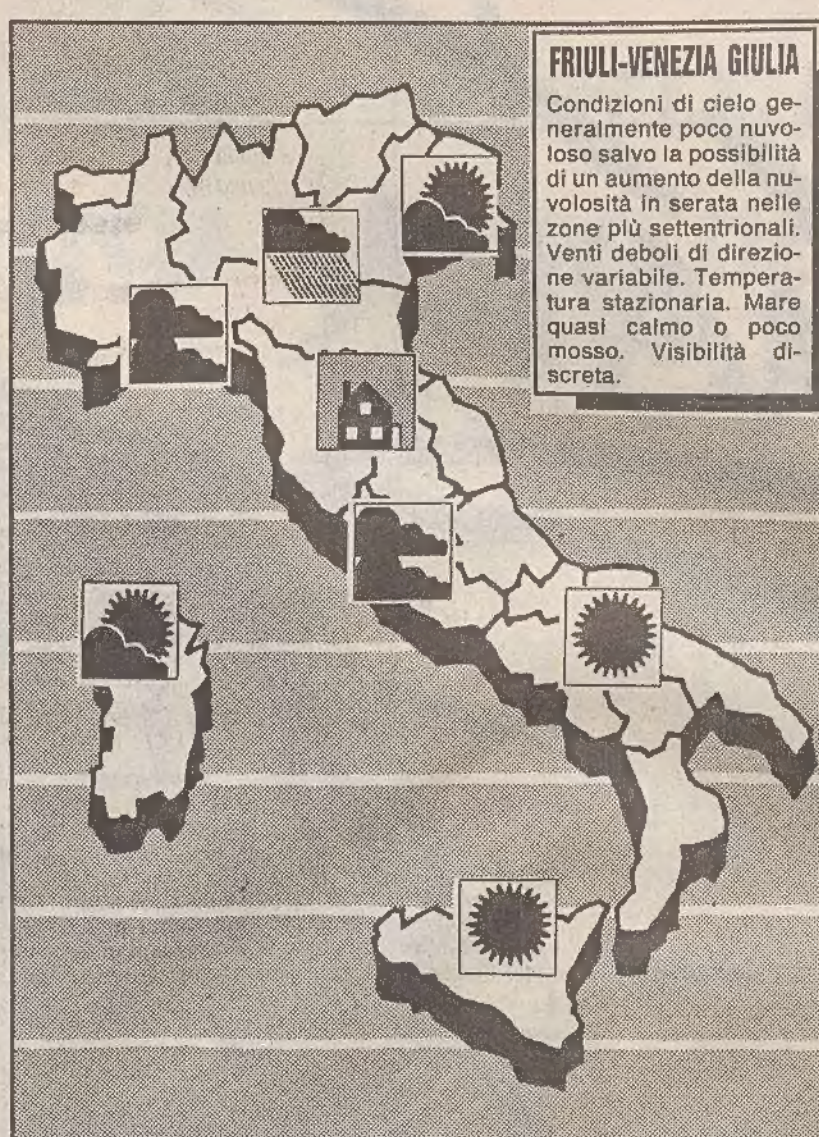 FRIULI-VENEZIA GIULIA
Condizioni di cielo ge-
neralmente poco nuvo-
loso salvo la possibilità
di un aumento della nu-
volosità in serata nelle
zone più settentrionali.
Venti deboli di direzio-
ne variabile. Tempera-
tura stazionaria. Mare
quasi calmo o poco
mosso. Visibilità di-
screta.